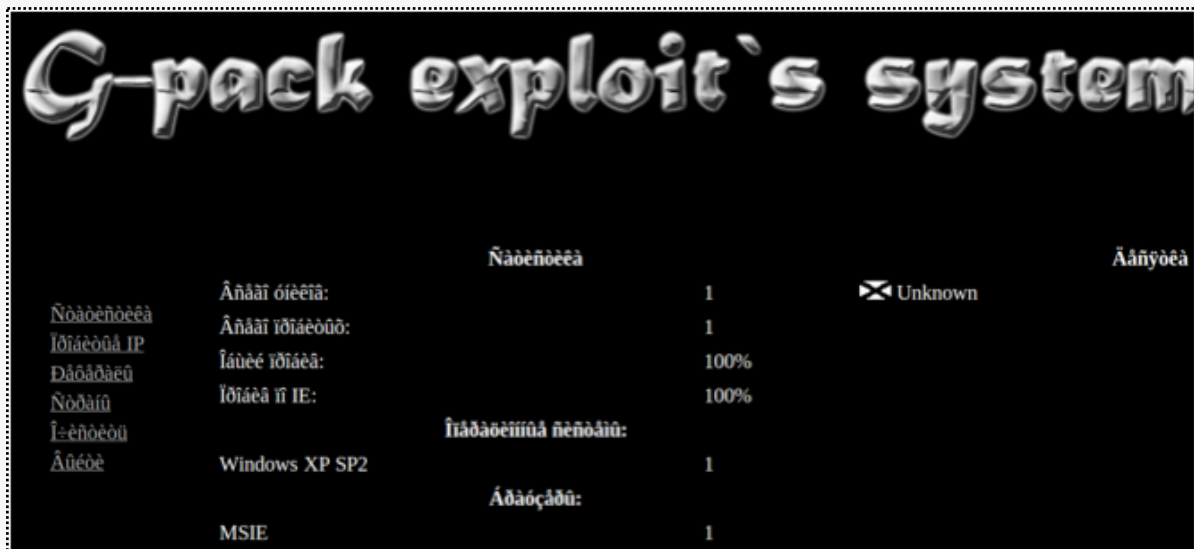 G-pack exploit`s system
Ñòàòèñòèêà
Ïðîáèòûå IP
Ðåôåðàëû
Ñòðàíû
Î÷èñòèòü
Âûéòè
Ñàòèñòèêà
Âñåãî óíèêîâ: 1
Âñåãî ïðîáèòûõ: 1
Îáùèé ïðîáèâ: 100%
Ïðîáèâ ïî IE: 100%
Îïåðàöèîííûå ñèñòåìû:
Windows XP SP2 1
Áðàóçåðû:
MSIE 1
Äåñÿòêà
Unknown